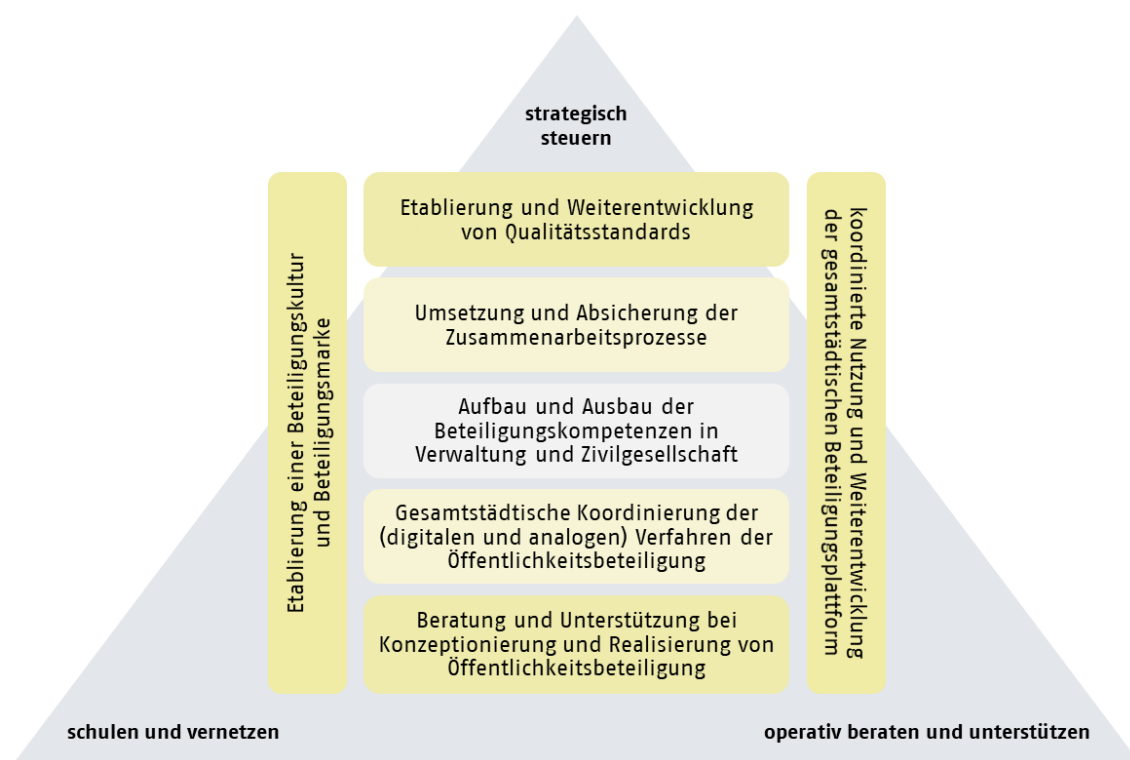 strategisch
steuern
Etablierung einer Beteiligungskultur
und Beteiligungsmarke
Etablierung und Weiterentwicklung
von Qualitätsstandards
Umsetzung und Absicherung der
Zusammenarbeitsprozesse
Aufbau und Ausbau der
Beteiligungskompetenzen in
Verwaltung und Zivilgesellschaft
Gesamtstädtische Koordinierung der
(digitalen und analogen) Verfahren der
Öffentlichkeitsbeteiligung
Beratung und Unterstützung bei
Konzeptionierung und Realisierung von
Öffentlichkeitsbeteiligung
koordinierte Nutzung und Weiterentwicklung
der gesamtstädtischen Beteiligungsplattform
schulen und vernetzen
operativ beraten und unterstützen